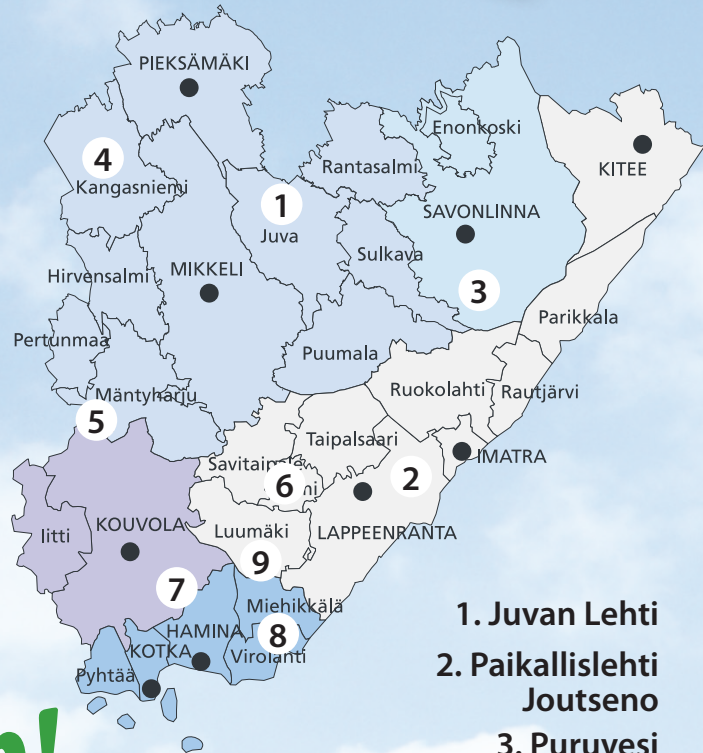 PIEKSÄMÄKI
Enonkoski
4
Rantasalmi
KITEE
Kangasniemi
1
SAVONLINNA
Juva
Sulkava
Hirvensalmi
MIKKELI
3
Parikkala
Pertunmaa
Puumala
Ruokolahti
Rautjärvi
Mäntyharju
5
Taipalsaari
IMATRA
6
2
KOUVOLA
Luumäki
LAPPEENRANTA
Iitti
9
7
Miehikkälä
HAMINA
8
KOTKA
Virolahti
Pyhtää
1. Juvan Lehti
2. Paikallislehti
Joutseno
3. Puruvesi